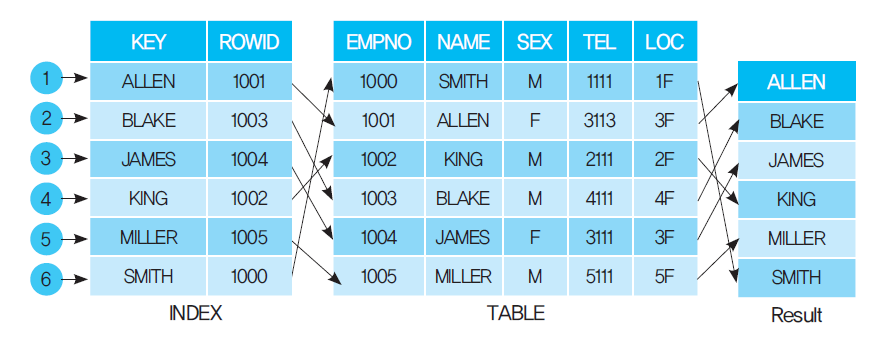 KEY ROWID EMPNO NAME SEX TEL LOC
1 ALLEN 1001 1000 SMITH M 1111 1F ALLEN
2 BLAKE 1003 1001 ALLEN F 3113 3F BLAKE
3 JAMES 1004 1002 KING M 2111 2F JAMES
4 KING 1002 1003 BLAKE M 4111 4F KING
5 MILLER 1005 1004 JAMES F 3111 3F MILLER
6 SMITH 1000 1005 MILLER M 5111 5F SMITH
INDEX TABLE Result